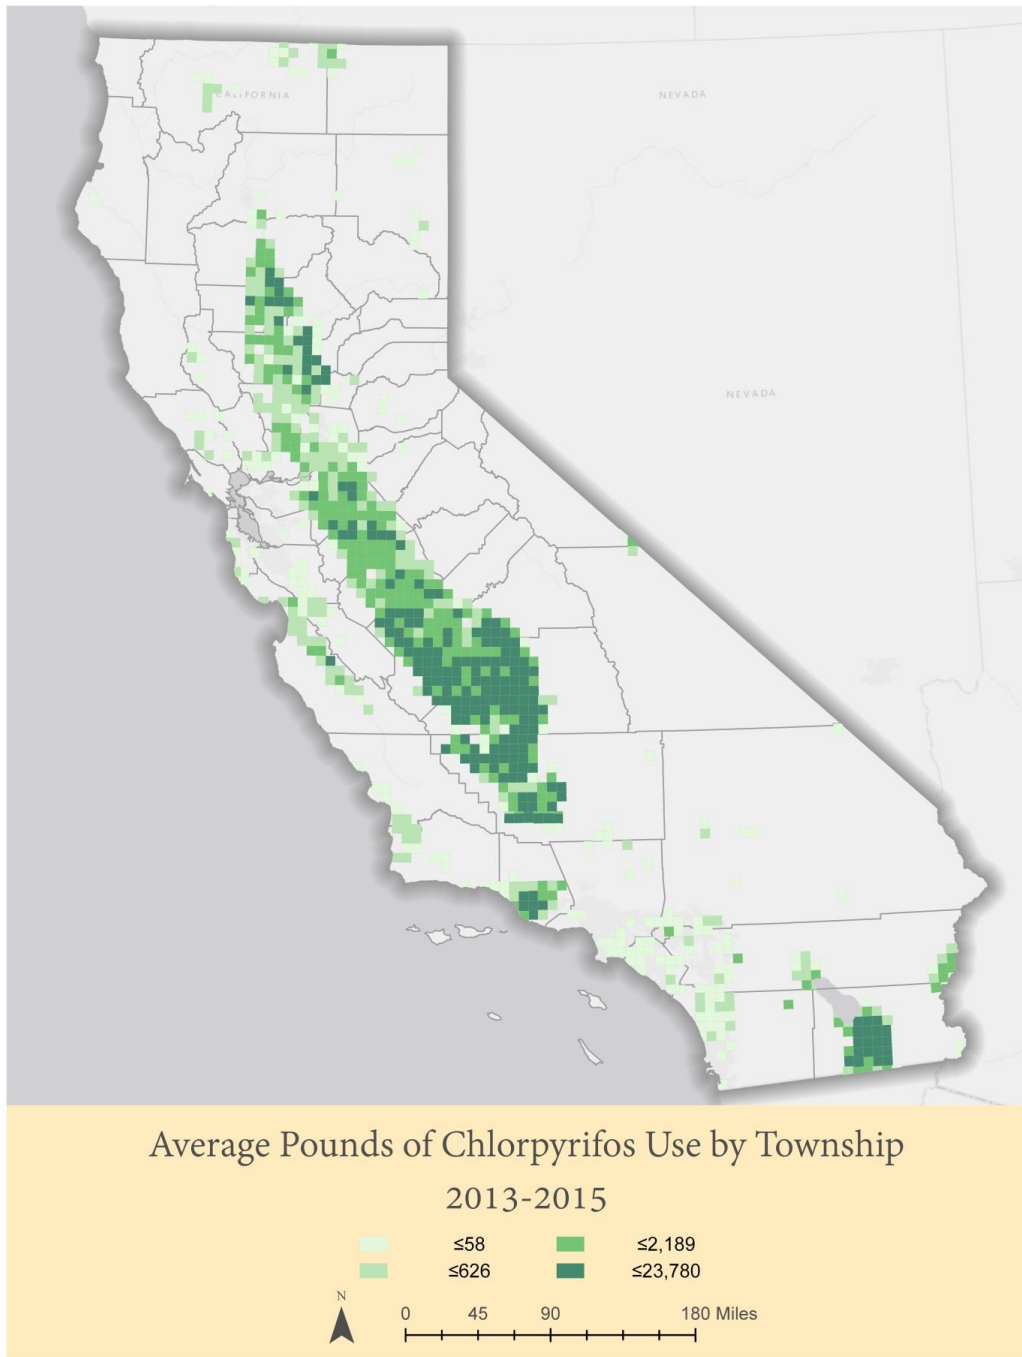 CALIFORNIA
NEVADA
NEVADA
Average Pounds of Chlorpyrifos Use by Township
2013-2015
≤58 ≤2,189
≤626 ≤23,780
N
0 45 90 180 Miles